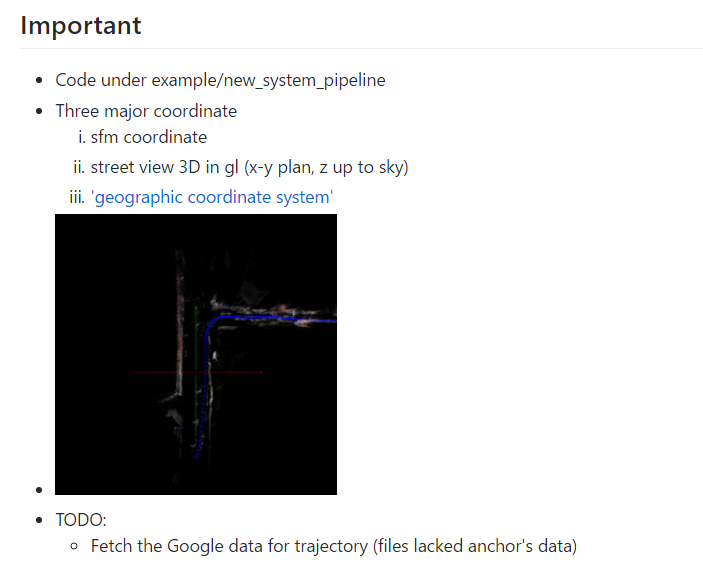 Important
Code under example/new_system_pipeline
Three major coordinate
i. sfm coordinate
ii. street view 3D in gl (x-y plan, z up to sky)
iii. 'geographic coordinate system'
TODO:
Fetch the Google data for trajectory (files lacked anchor's data)